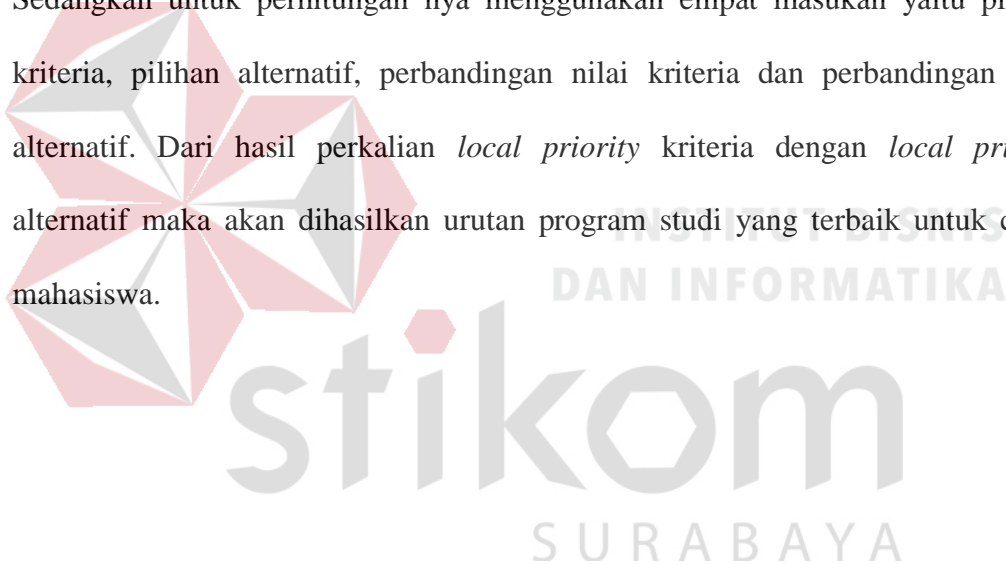 Sedangkan untuk perhitungan nya menggunakan empat masukan yaitu
kriteria, pilihan alternatif, perbandingan nilai kriteria dan perbandingan
alternatif. Dari hasil perkalian local priority kriteria dengan local
alternatif maka akan dihasilkan urutan program studi yang terbaik untuk
mahasiswa.
INSTITUT BISNIS
DAN INFORMATIKA
stikom
SURABAYA